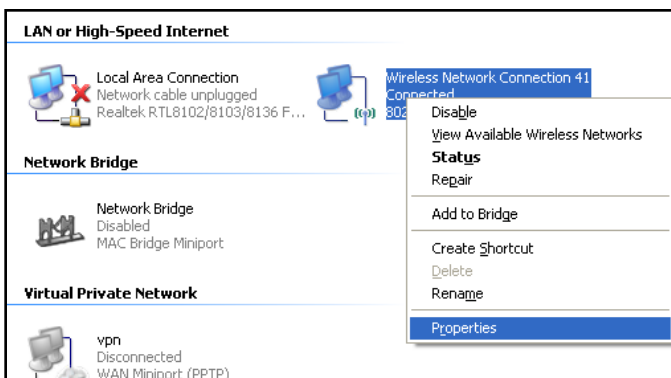 LAN or High-Speed Internet
Local Area Connection
Network cable unplugged
Realtek RTL8102/8103/8136 F...
Wireless Network Connection 41
Connected
802
Disable
View Available Wireless Networks
Status
Repair
Add to Bridge
Create Shortcut
Delete
Rename
Properties
Network Bridge
Network Bridge
Disabled
MAC Bridge Miniport
Virtual Private Network
vpn
Disconnected
WAN Miniport (PPTP)